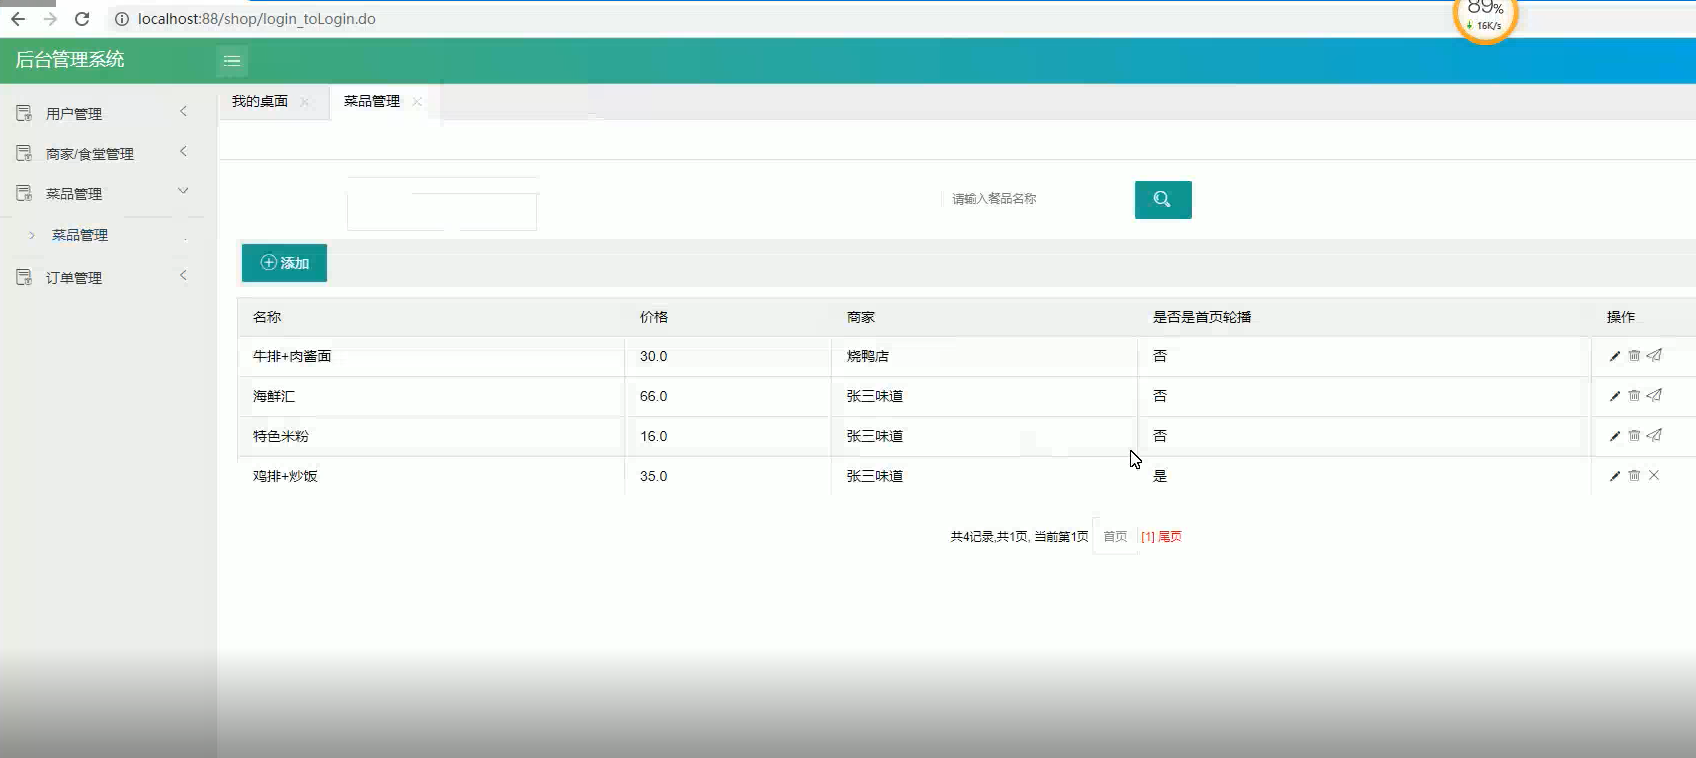 localhost:88/shop/login_toLogin.do
89%
16K/s
后台管理系统
我的桌面
菜品管理
用户管理
商家/食堂管理
菜品管理
菜品管理
订单管理
请输入餐品名称
添加
名称 价格 商家 是否是首页轮播 操作
牛排+肉酱面 30.0 烧鸭店 否
海鲜汇 66.0 张三味道 否
特色米粉 16.0 张三味道 否
鸡排+炒饭 35.0 张三味道 是
共4记录,共1页, 当前第1页 首页 [1] 尾页